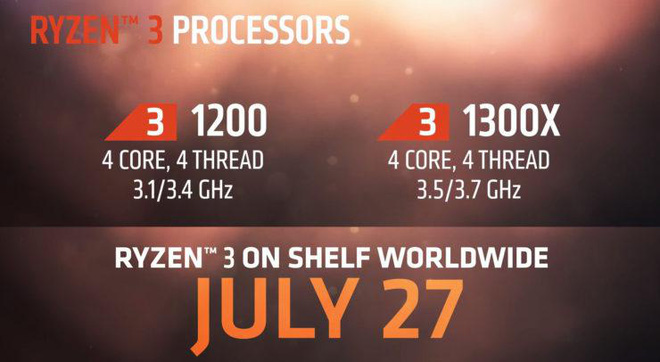 RYZEN™ 3 PROCESSORS
3 1200
4 CORE, 4 THREAD
3.1/3.4 GHz
3 1300X
4 CORE, 4 THREAD
3.5/3.7 GHz
RYZEN™ 3 ON SHELF WORLDWIDE
JULY 27